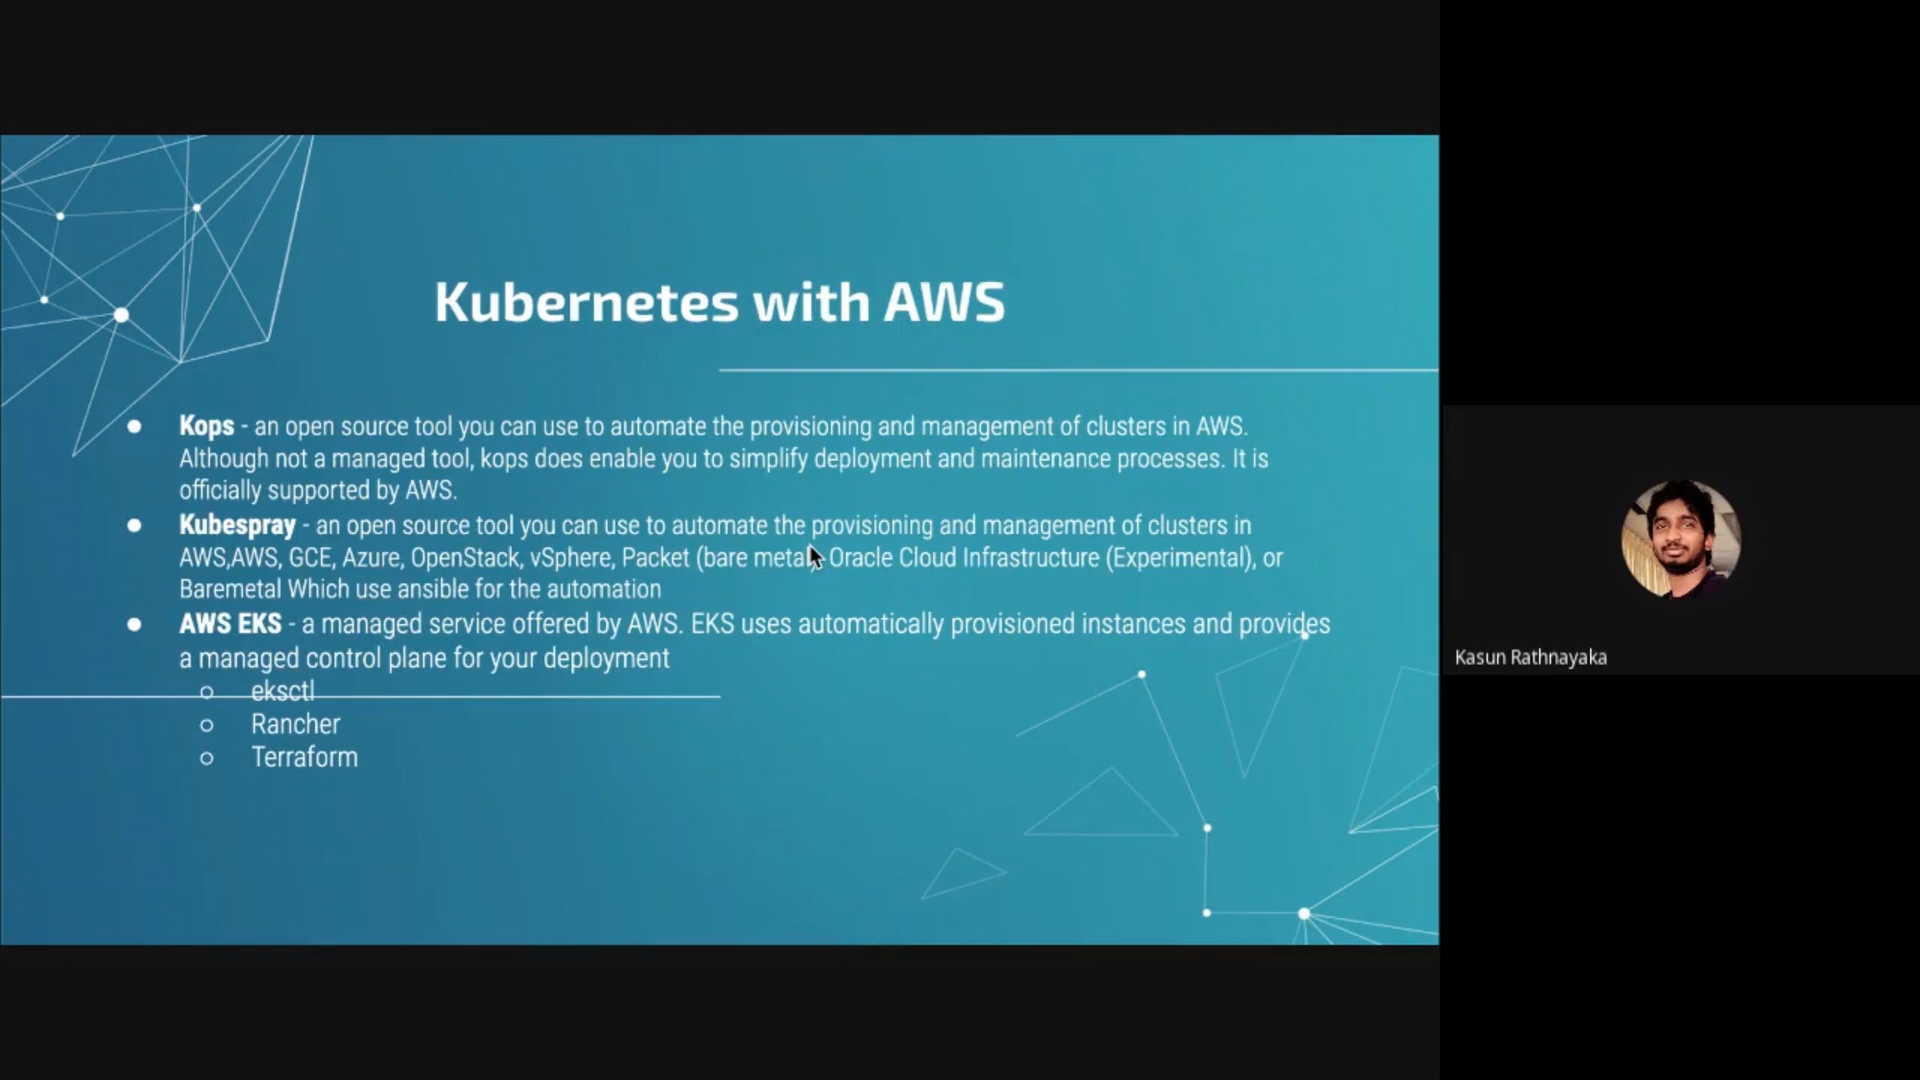 Kubernetes with AWS
● Kops - an open source tool you can use to automate the provisioning and management of clusters in AWS.
Although not a managed tool, kops does enable you to simplify deployment and maintenance processes. It is
officially supported by AWS.
● Kubespray - an open source tool you can use to automate the provisioning and management of clusters in
AWS,AWS, GCE, Azure, OpenStack, vSphere, Packet (bare metal), Oracle Cloud Infrastructure (Experimental), or
Baremetal Which use ansible for the automation
● AWS EKS - a managed service offered by AWS. EKS uses automatically provisioned instances and provides
a managed control plane for your deployment
○ eksctl
○ Rancher
○ Terraform
Kasun Rathnayaka